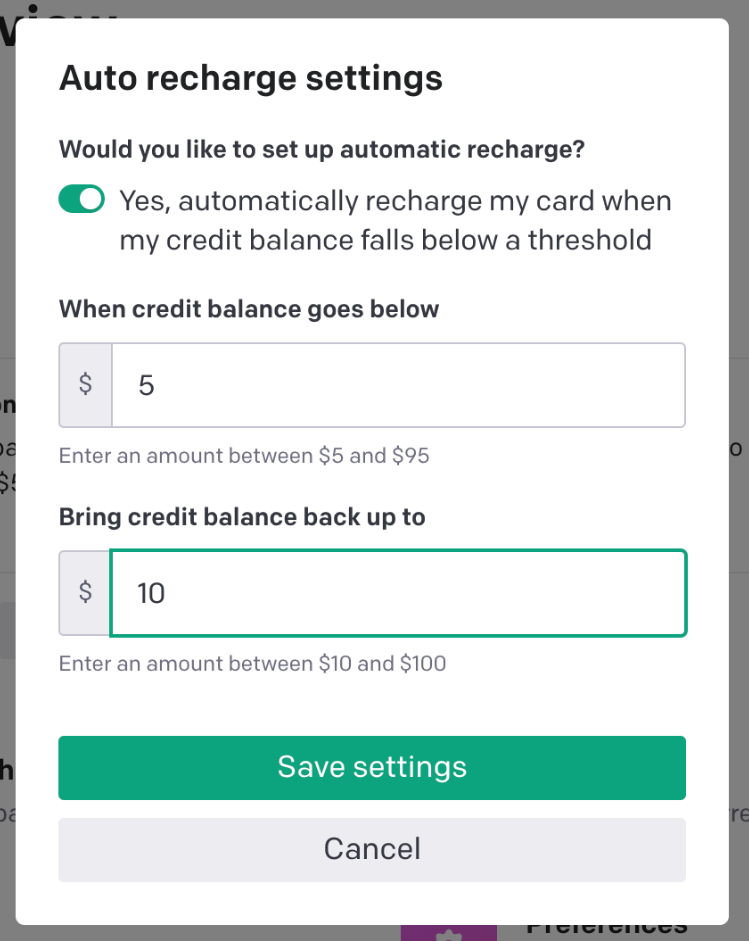 Auto recharge settings
Would you like to set up automatic recharge?
Yes, automatically recharge my card when
my credit balance falls below a threshold
When credit balance goes below
$ 5
Enter an amount between $5 and $95
Bring credit balance back up to
$ 10
Enter an amount between $10 and $100
Save settings
Cancel
Preferences